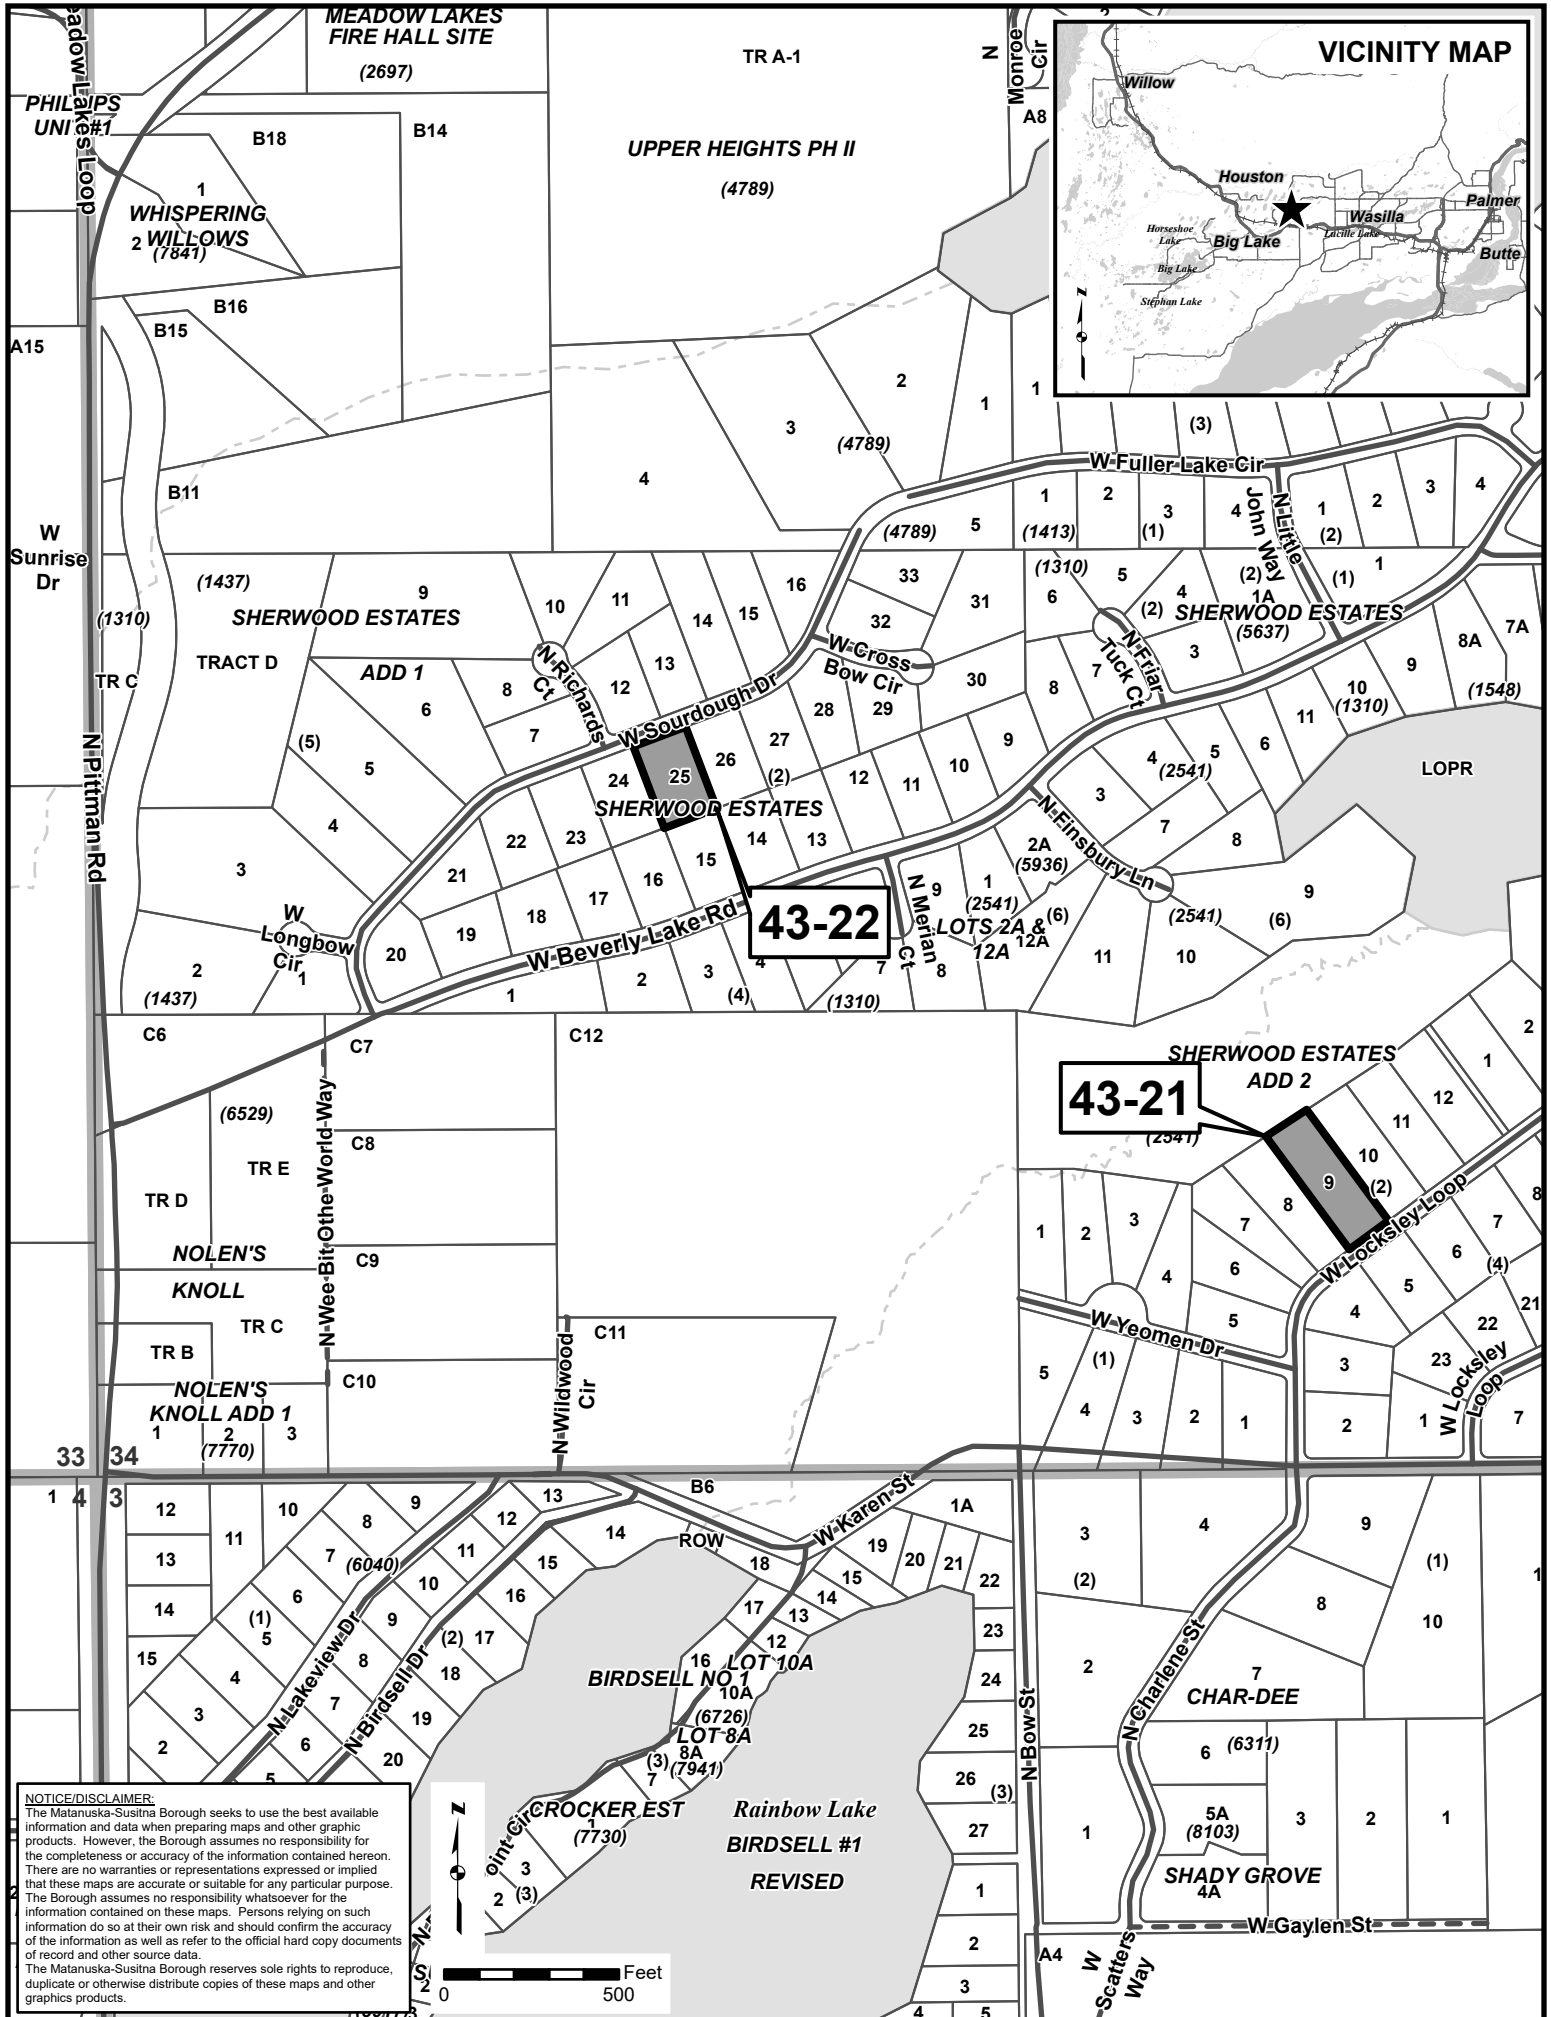 MEADOW LAKES
FIRE HALL SITE
(2697)
TR A-1
N
Monroe
Cir
A8
VICINITY MAP
Willow
Houston
Wasilla
Palmer
Lucille Lake
Horseshoe
Lake
Big Lake
Butte
Big Lake
Stephan Lake
Z
eadow Lakes Loop
PHILLIPS
UNIT #1
B18
B14
1
WHISPERING
2 WILLOWS
(7841)
UPPER HEIGHTS PH II
(4789)
B16
B15
A15
B11
W
Sunrise
Dr
(1310)
TR C
N Pittman Rd
4
3
(4789)
2
1
1
(3)
W Fuller Lake Cir
(4789)
5
1
(1413)
2
3
(1)
4
N Little
John Way
1
(2)
2
3
4
(1437)
SHERWOOD ESTATES
9
TRACT D
ADD 1
10
11
14
15
16
33
32
31
(1310)
6
5
4
(2)
(2)
1A
SHERWOOD ESTATES
(5637)
(1)
1
8A
7A
N Richards
Ct
12
13
W Cross
Bow Cir
30
8
7
N Friar
Tuck Ct
3
9
10
(1310)
(1548)
8
7
6
(5)
5
4
3
W Sourdough Dr
28
29
9
11
6
5
4
(2541)
3
LOPR
24
25
26
27
(2)
12
11
10
SHERWOOD ESTATES
22
23
21
14
13
15
16
17
18
19
20
N Finsbury Ln
2A
(5936)
7
8
9
(6)
(2541)
W
Longbow
Cir
1
2
(1437)
W Beverly Lake Rd
43-22
N Merian
Ct
9
1
(2541)
LOTS 2A &
12A
(6)
12A
11
10
1
2
3
(4)
4
7
8
(1310)
C6
C7
C12
SHERWOOD ESTATES
ADD 2
2
1
12
43-21
(2541)
11
10
(2)
9
8
7
6
5
W Locksley Loop
8
7
6
(4)
5
4
21
22
23
3
(6529)
C8
TR E
TR D
N Wee Bit Othe World Way
NOLEN'S
KNOLL
C9
TR C
TR B
C10
C11
N Wildwood
Cir
NOLEN'S
KNOLL ADD 1
1
2
(7770)
3
1
2
3
4
W Yeomen Dr
5
(1)
4
3
2
1
2
1
W Locksley
Loop
7
33
34
4
3
1
12
13
14
15
11
10
9
8
7
(6040)
6
(1)
5
4
3
2
13
12
11
10
9
8
7
6
5
14
15
16
17
(2)
18
19
20
N Lakeview Dr
N Birdsell Dr
B6
ROW
W Karen St
1A
18
19
20
21
22
15
14
13
12
17
16
23
24
25
26
(3)
27
1
2
3
4
5
BIRDSELL NO 1
LOT 10A
10A
(6726)
LOT 8A
8A
(7941)
(3)
7
CROCKER EST
1
(7730)
3
2
(3)
oint Cir
Rainbow Lake
BIRDSELL #1
REVISED
N Bow St
A4
3
(2)
4
2
1
N Charlene St
9
8
(1)
10
7
CHAR-DEE
6
(6311)
5A
(8103)
3
2
1
SHADY GROVE
4A
W Gaylen St
W
Scatters
Way
1
NOTICE/DISCLAIMER:
The Matanuska-Susitna Borough seeks to use the best available
information and data when preparing maps and other graphic
products. However, the Borough assumes no responsibility for
the completeness or accuracy of the information contained hereon.
There are no warranties or representations expressed or implied
that these maps are accurate or suitable for any particular purpose.
The Borough assumes no responsibility whatsoever for the
information contained on these maps. Persons relying on such
information do so at their own risk and should confirm the accuracy
of the information as well as refer to the official hard copy documents
of record and other source data.
The Matanuska-Susitna Borough reserves sole rights to reproduce,
duplicate or otherwise distribute copies of these maps and other
graphics products.
Z
Feet
0
500